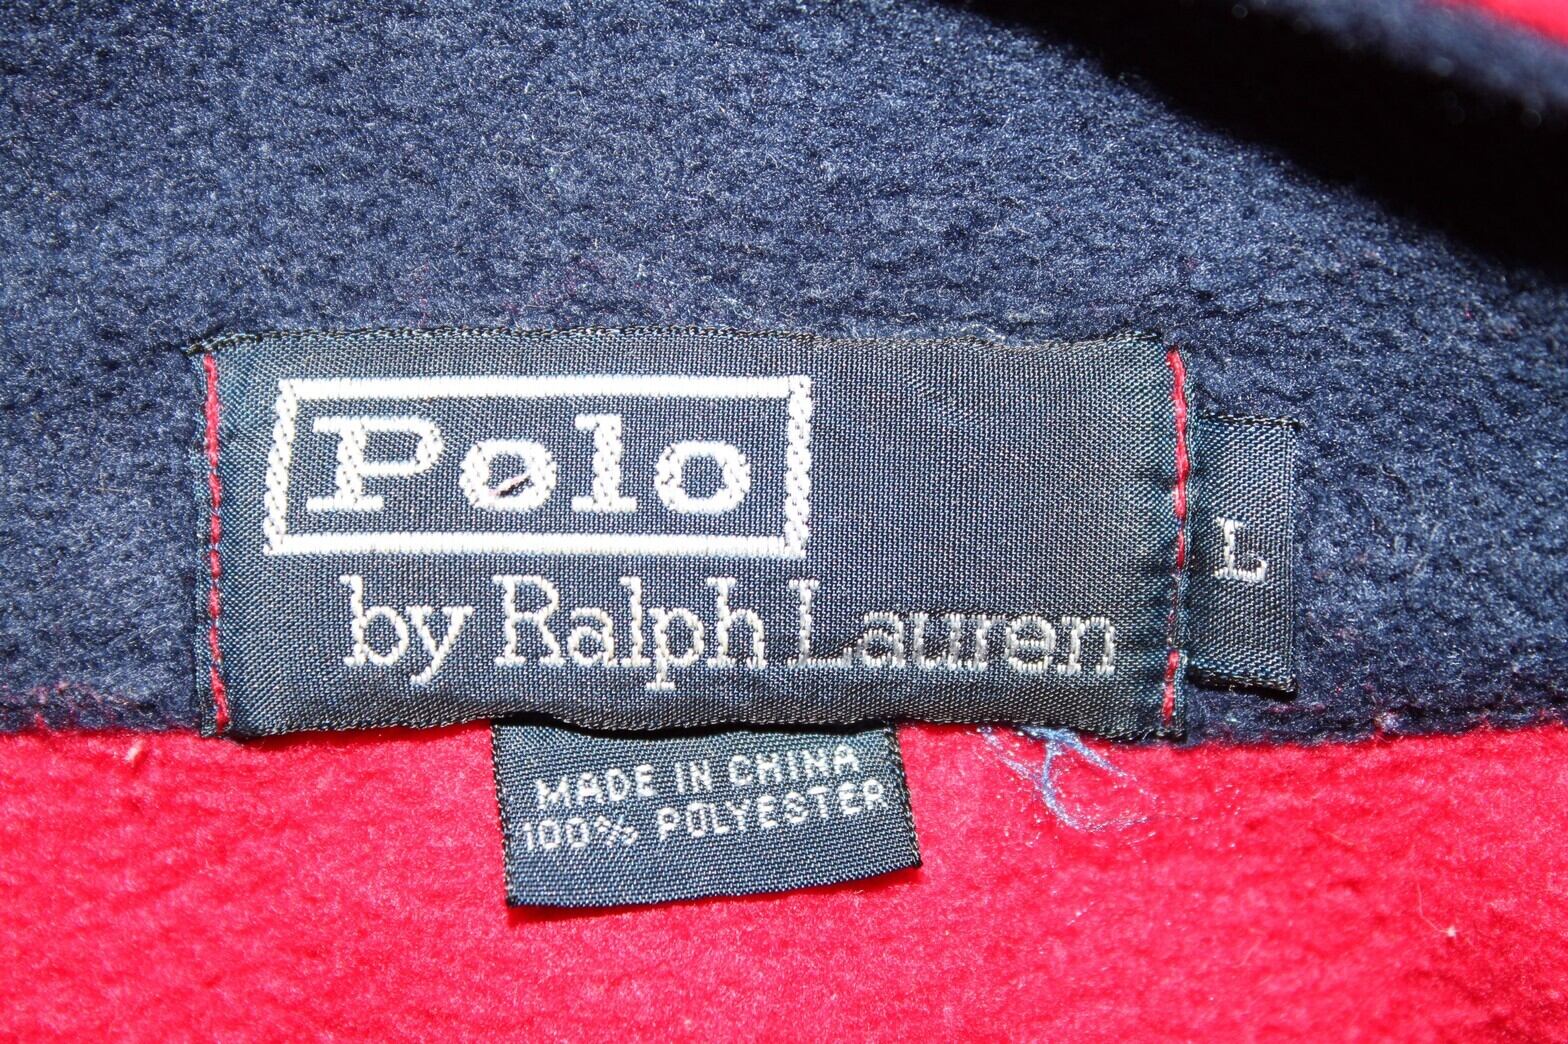 Polo
by Ralph Lauren
L
MADE IN CHINA
100% POLYESTER